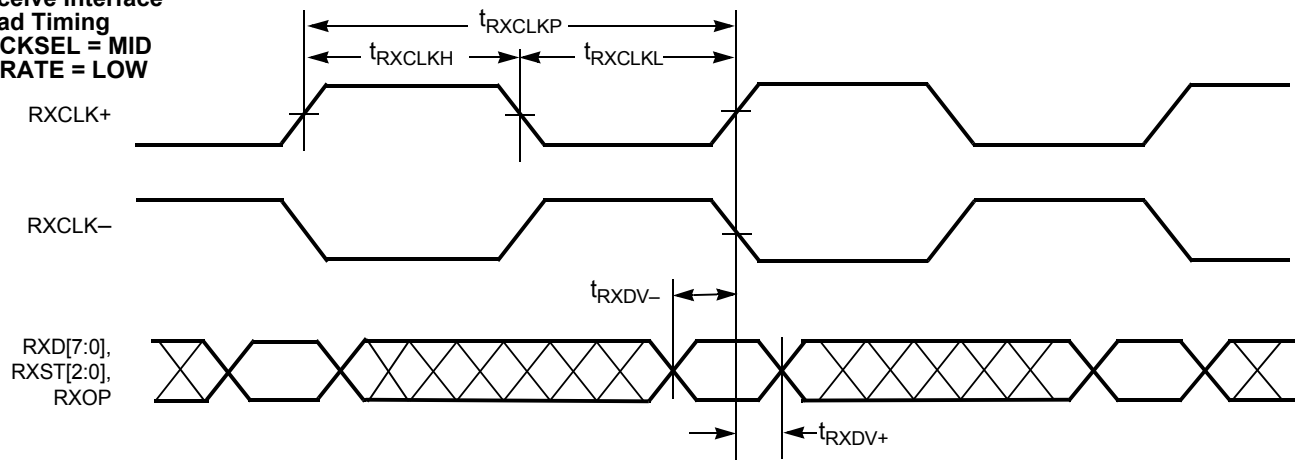 Timing
CKSEL = MID
RATE = LOW
tRXCLKP
tRXCLKH
tRXCLKL
RXCLK+
RXCLK–
tRXDV–
RXD[7:0],
RXST[2:0],
RXOP
tRXDV+